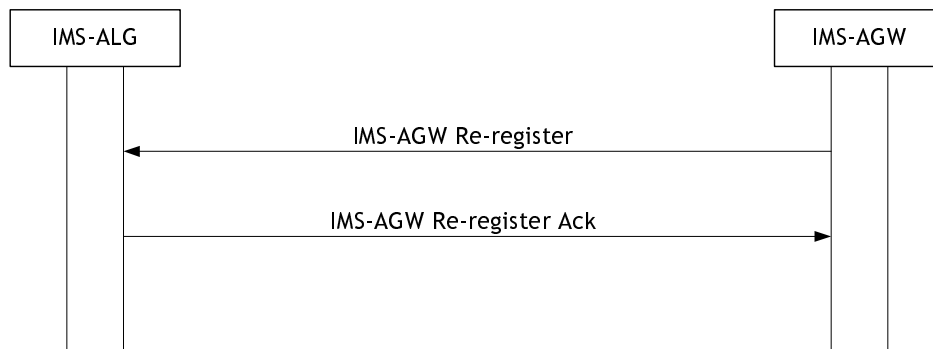 IMS-ALG
IMS-AGW
IMS-AGW Re-register
IMS-AGW Re-register Ack